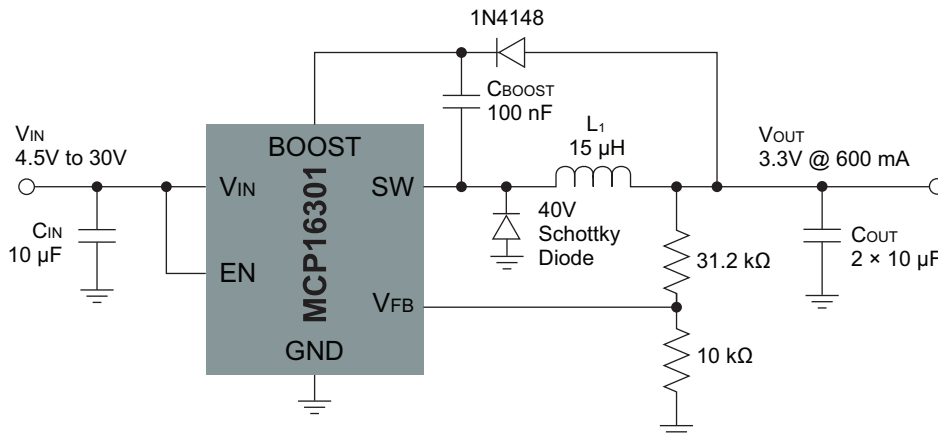 1N4148
CBOOST
100 nF
VIN
4.5V to 30V
BOOST
L1
15 µH
VOUT
3.3V @ 600 mA
VIN
SW
MCP16301
CIN
10 µF
40V
Schottky
Diode
COUT
2 × 10 µF
31.2 kΩ
EN
VFB
GND
10 kΩ